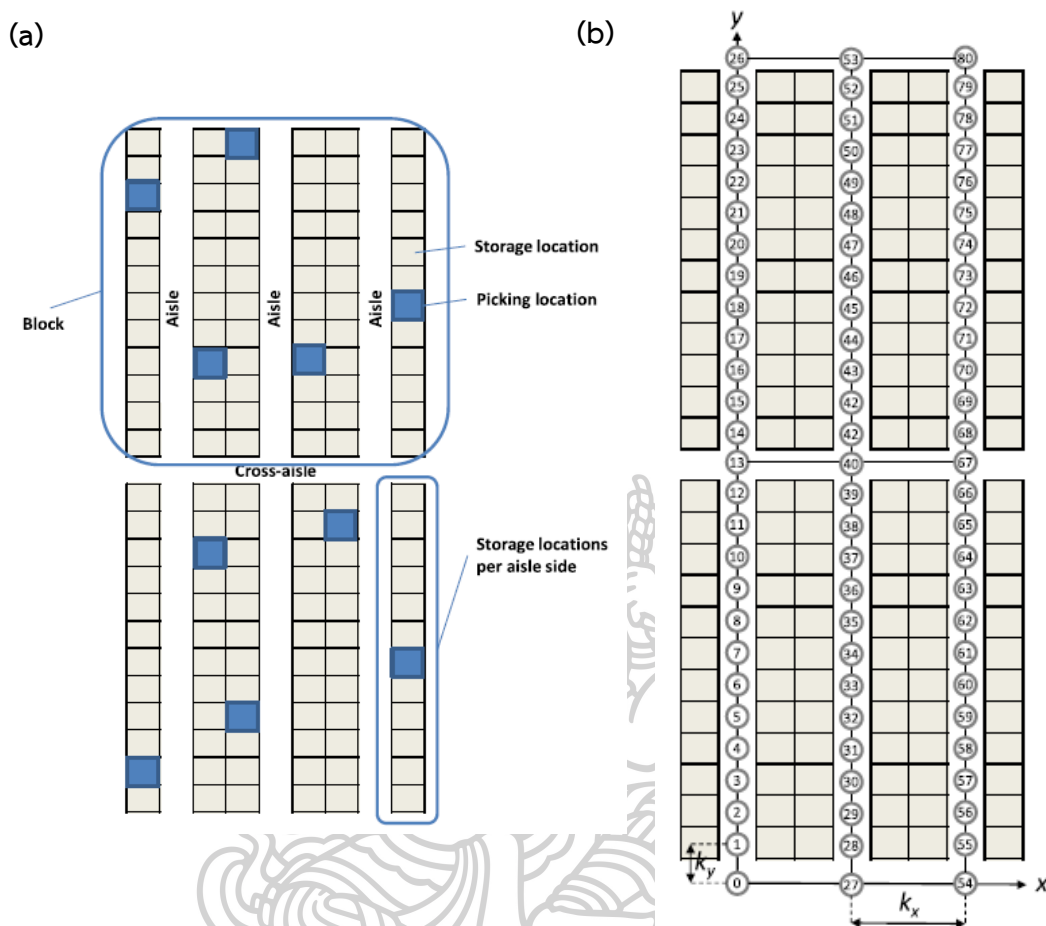 (a)
Block
Aisle
Aisle
Aisle
Storage location
Picking location
Cross-aisle
Storage locations
per aisle side
(b)
y
26 53 80
25 52 79
24 51 78
23 50 77
22 49 76
21 48 75
20 47 74
19 46 73
18 45 72
17 44 71
16 43 70
15 42 69
14 42 68
13 40 67
12 39 66
11 38 65
10 37 64
9 36 63
8 35 62
7 34 61
6 33 60
5 32 59
4 31 58
3 30 57
2 29 56
1 28 55
ky
0 27 54 x
kx